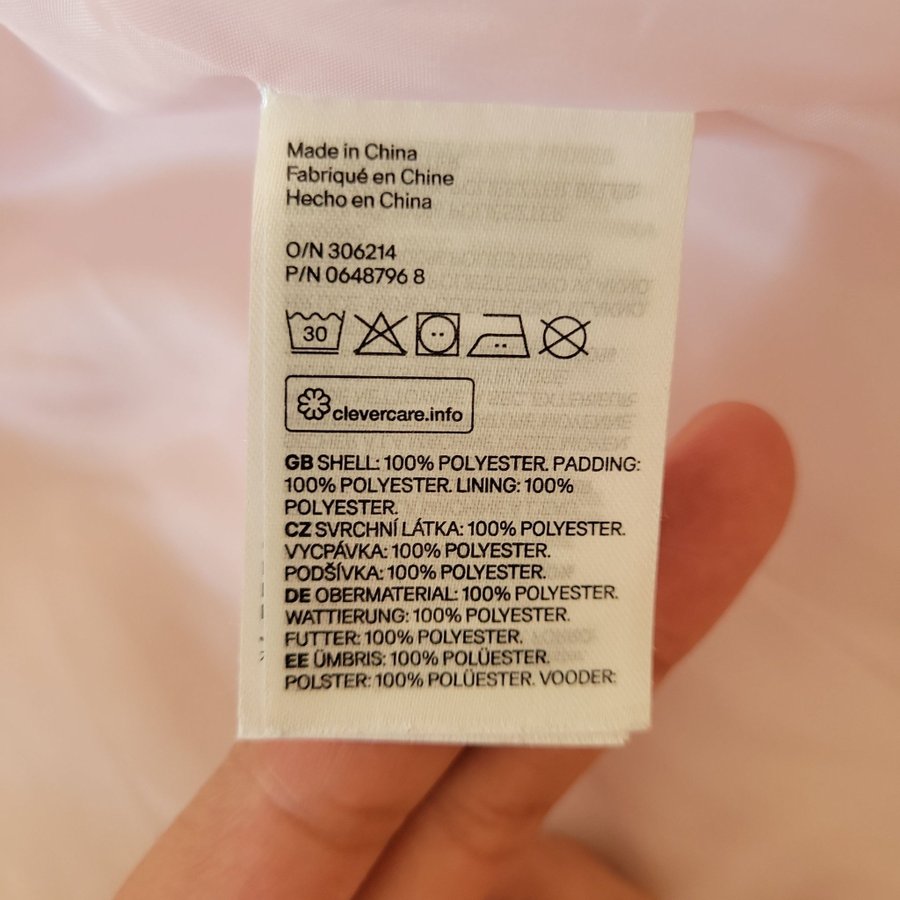 Made in China
Fabriqué en Chine
Hecho en China
O/N 306214
P/N 0648796 8
30
clevercare.info
GB SHELL: 100% POLYESTER. PADDING:
100% POLYESTER. LINING: 100%
POLYESTER.
CZ SVRCHNÍ LÁTKA: 100% POLYESTER.
VYCPÁVKA: 100% POLYESTER.
PODŠÍVKA: 100% POLYESTER.
DE OBERMATERIAL: 100% POLYESTER.
WATTIERUNG: 100% POLYESTER.
FUTTER: 100% POLYESTER.
EE ÜMBRIS: 100% POLÜESTER.
POLSTER: 100% POLÜESTER. VOODER: